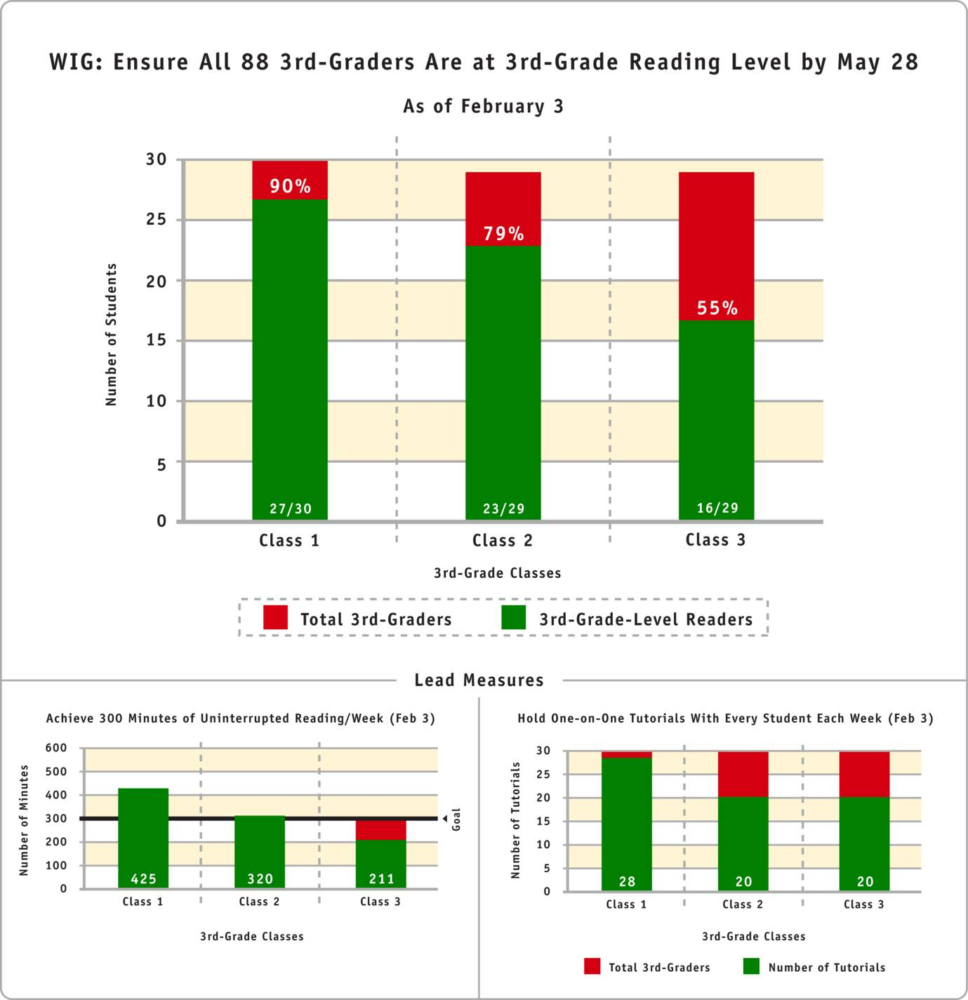 WIG: Ensure All 88 3rd-Graders Are at 3rd-Grade Reading Level by May 28
As of February 3
Number of Students
30
25
20
15
10
5
0
90%
79%
55%
27/30
23/29
16/29
Class 1
Class 2
Class 3
3rd-Grade Classes
Total 3rd-Graders
3rd-Grade-Level Readers
Lead Measures
Achieve 300 Minutes of Uninterrupted Reading/Week (Feb 3)
Number of Minutes
600
500
400
300
200
100
0
Goal
425
320
211
Class 1
Class 2
Class 3
3rd-Grade Classes
Hold One-on-One Tutorials With Every Student Each Week (Feb 3)
Number of Tutorials
30
25
20
15
10
5
0
28
20
20
Class 1
Class 2
Class 3
3rd-Grade Classes
Total 3rd-Graders
Number of Tutorials